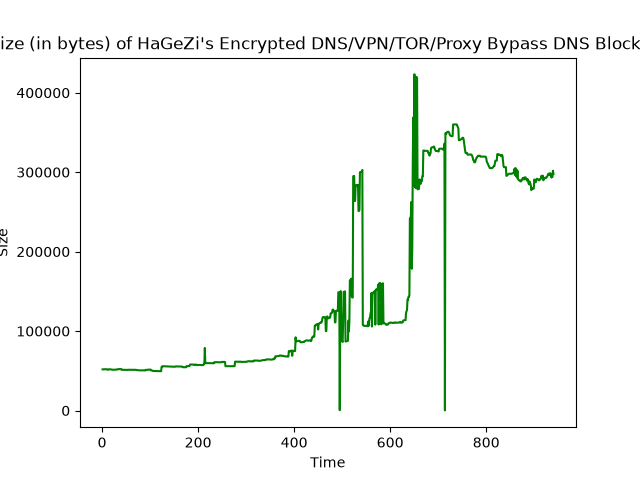 ize (in bytes) of HaGeZi's Encrypted DNS/VPN/TOR/Proxy Bypass DNS Block
400000
300000
200000
100000
0
Size
0 200 400 600 800
Time